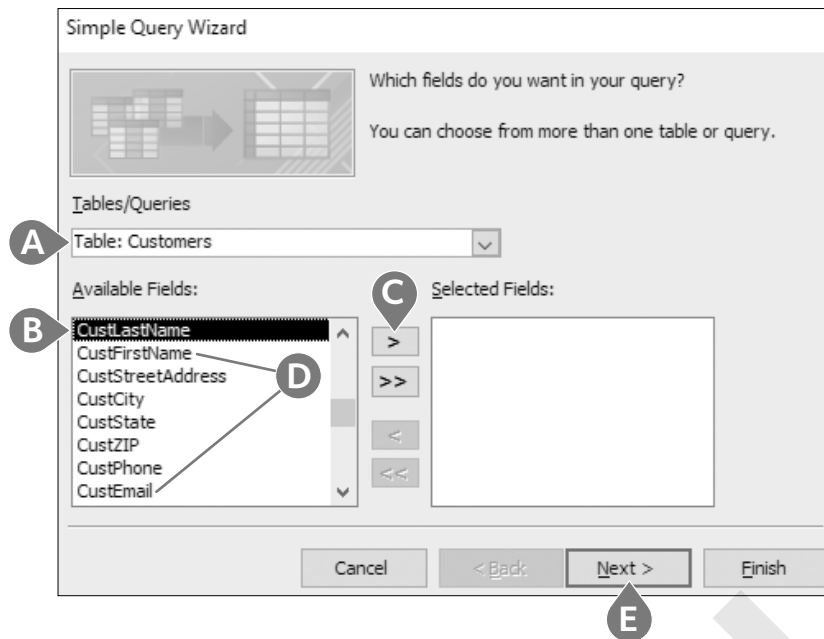 Simple Query Wizard
Which fields do you want in your query?
You can choose from more than one table or query.
Tables/Queries
A
Table: Customers
Available Fields:
C
Selected Fields:
B
CustLastName
CustFirstName
CustStreetAddress
CustCity
CustState
CustZIP
CustPhone
CustEmail
D
>
>>
<
<<
Cancel
< Back
Next >
Finish
E